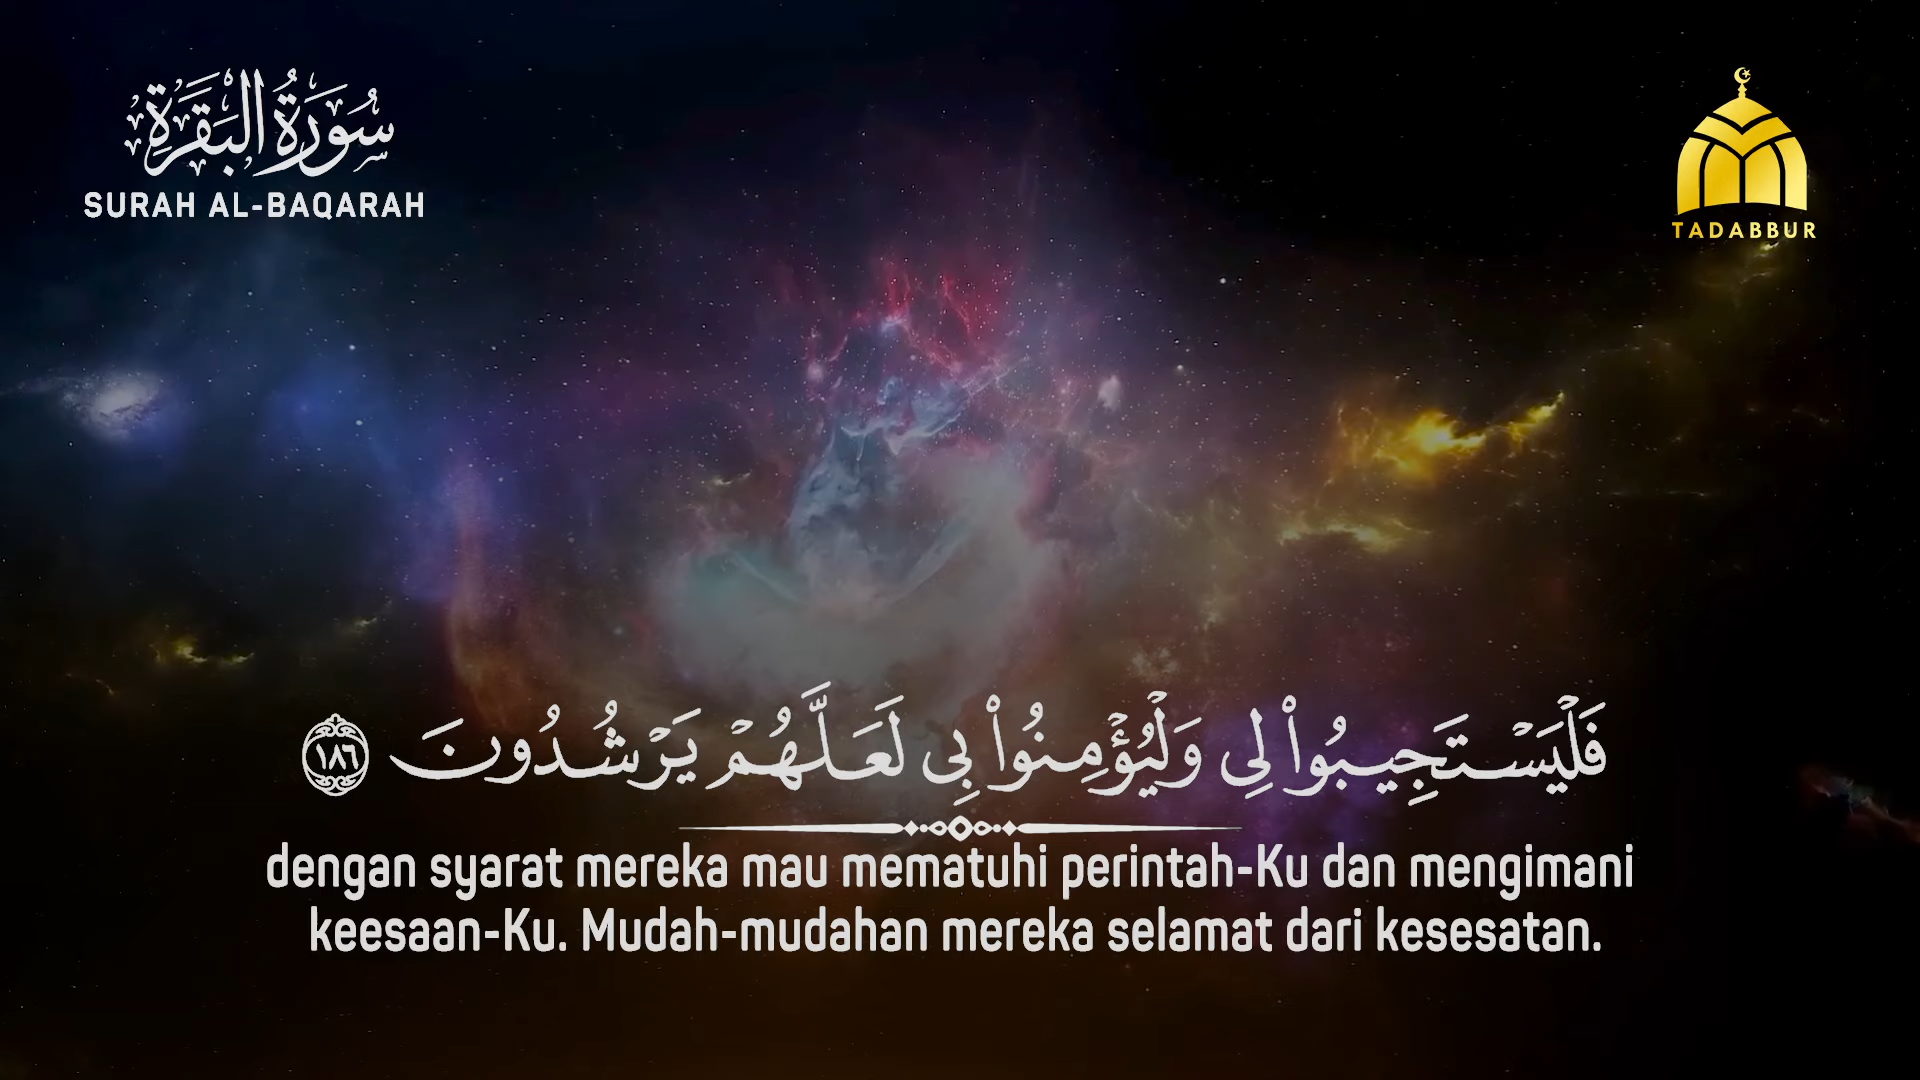 سُورَةُ الْبَقَرَةِ
SURAH AL-BAQARAH
TADABBUR
فَلْيَسْتَجِيبُوا۟ لِى وَلْيُؤْمِنُوا۟ بِى لَعَلَّهُمْ يَرْشُدُونَ ١٨٦
dengan syarat mereka mau mematuhi perintah-Ku dan mengimani
keesaan-Ku. Mudah-mudahan mereka selamat dari kesesatan.